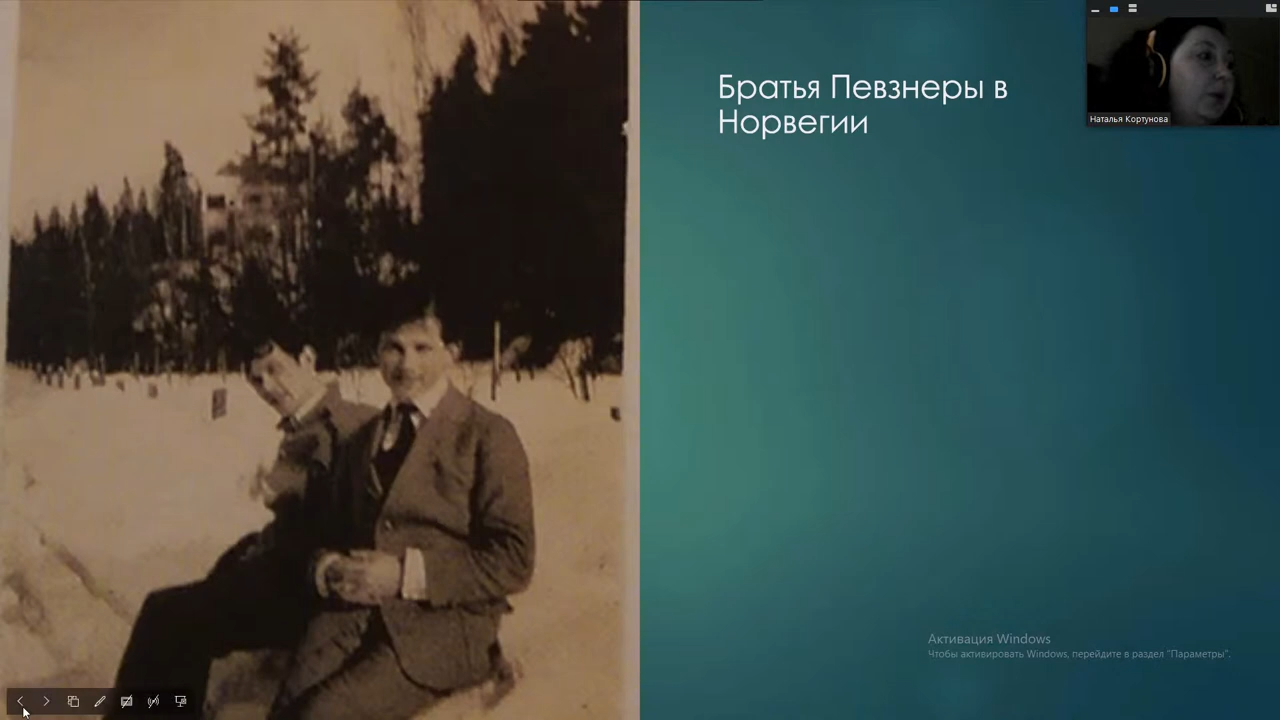 Братья Певзнеры в
Норвегии
Наталья Кортунова
Активация Windows
Чтобы активировать Windows, перейдите в раздел "Параметры".